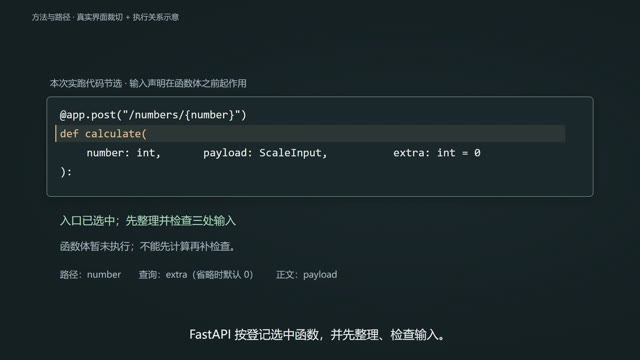 方法与路径 · 真实界面裁切 + 执行关系示意
本次实跑代码节选 · 输入声明在函数体之前起作用
@app.post("/numbers/{number}")
def calculate(
number: int, payload: ScaleInput, extra: int = 0
):
入口已选中；先整理并检查三处输入
函数体暂未执行；不能先计算再补检查。
路径：number 查询：extra（省略时默认 0） 正文：payload
FastAPI 按登记选中函数，并先整理、检查输入。